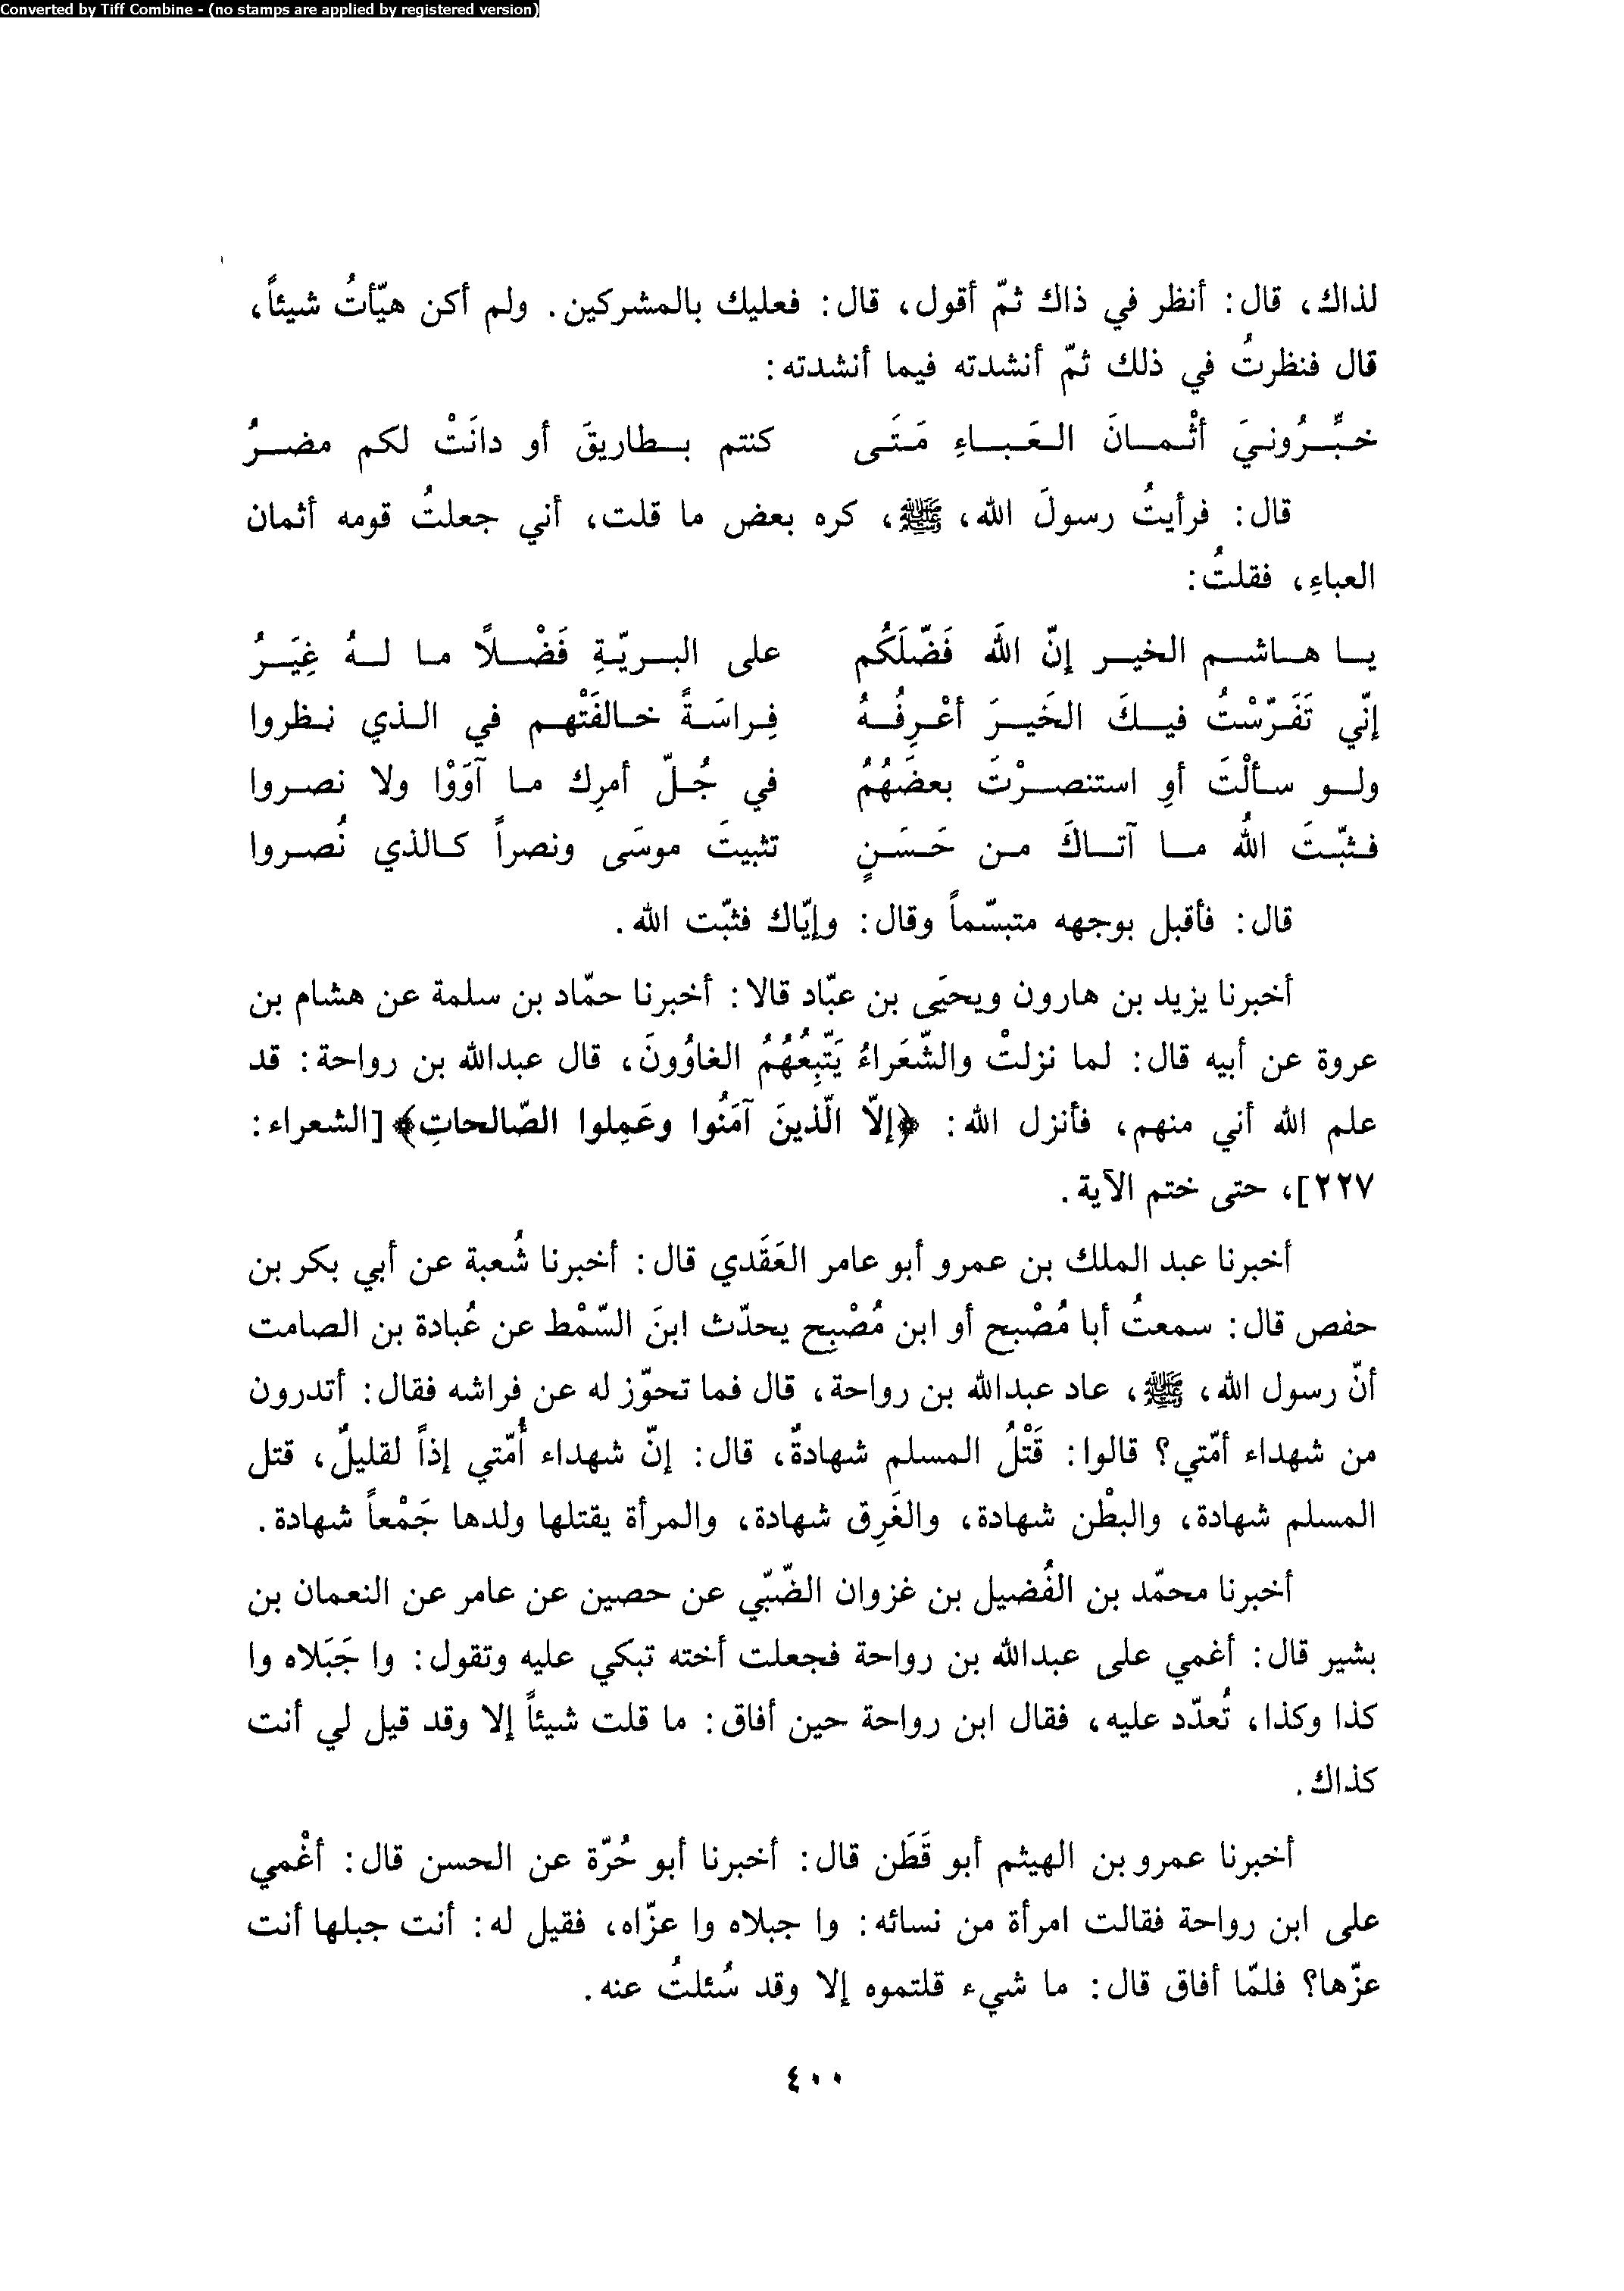 Converted by Tiff Combine - (no stamps are applied by registered version)
لذاك، قال: أنظر في ذاك ثمّ أقول، قال: فعليك بالمشركين. ولم أكن هيّأتُ شيئاً،
قال فنظرتُ في ذلك ثمّ أنشدته فيما أنشدته:
خبِّرُونيَ أثْمانَ العَباءِ مَتَى كنتم بطاريقَ أو دانَتْ لكم مضرُ
قال: فرأيتُ رسولَ الله، ﷺ، كره بعض ما قلت، أني جعلتُ قومه أثمان
العباءِ، فقلتُ:
يا هاشم الخير إنّ اللهَ فَضّلَكُم على البريّةِ فَضْلاً ما لهُ غِيَرُ
إنّي تَفَرّسْتُ فيكَ الخَيرَ أعْرِفُهُ فِراسَةً خالفَتْهم في الذي نظروا
ولو سألْتَ أوِ استنصرْتَ بعضَهُمُ في جُلّ أمرِك ما آوَوْا ولا نصروا
فثبّتَ اللهُ ما آتاكَ من حَسَنٍ تثبيتَ موسَى ونصراً كالذي نُصروا
قال: فأقبل بوجهه متبسّماً وقال: وإيّاك فثبّت الله.
أخبرنا يزيد بن هارون ويحيَى بن عبّاد قالا: أخبرنا حمّاد بن سلمة عن هشام بن
عروة عن أبيه قال: لما نزلتْ والشّعَراءُ يَتّبِعُهُمُ الغاوُونَ، قال عبدالله بن رواحة: قد
علم الله أني منهم، فأنزل الله: ﴿إلاّ الّذينَ آمَنُوا وعَمِلوا الصّالحاتِ﴾ [الشعراء:
٢٢٧]، حتى ختم الآية.
أخبرنا عبد الملك بن عمرو أبو عامر العَقَدي قال: أخبرنا شُعبة عن أبي بكر بن
حفص قال: سمعتُ أبا مُصْبح أو ابن مُصْبِح يحدّث ابنَ السّمْط عن عُبادة بن الصامت
أنّ رسول الله، ﷺ، عاد عبدالله بن رواحة، قال فما تحوّز له عن فراشه فقال: أتدرون
من شهداء أمّتي؟ قالوا: قَتْلُ المسلم شهادةٌ، قال: إنّ شهداء أُمّتي إذاً لقليلٌ، قتل
المسلم شهادة، والبطْن شهادة، والغَرِق شهادة، والمرأة يقتلها ولدها جَمْعاً شهادة.
أخبرنا محمّد بن الفُضيل بن غزوان الضّبّي عن حصين عن عامر عن النعمان بن
بشير قال: أغمي على عبدالله بن رواحة فجعلت أخته تبكي عليه وتقول: وا جَبَلاه وا
كذا وكذا، تُعدّد عليه، فقال ابن رواحة حين أفاق: ما قلت شيئاً إلا وقد قيل لي أنت
كذاك.
أخبرنا عمرو بن الهيثم أبو قَطَن قال: أخبرنا أبو حُرّة عن الحسن قال: أغْمي
على ابن رواحة فقالت امرأة من نسائه: وا جبلاه وا عزّاه، فقيل له: أنت جبلها أنت
عزّها؟ فلمّا أفاق قال: ما شيء قلتموه إلا وقد سُئلتُ عنه.
٤٠٠